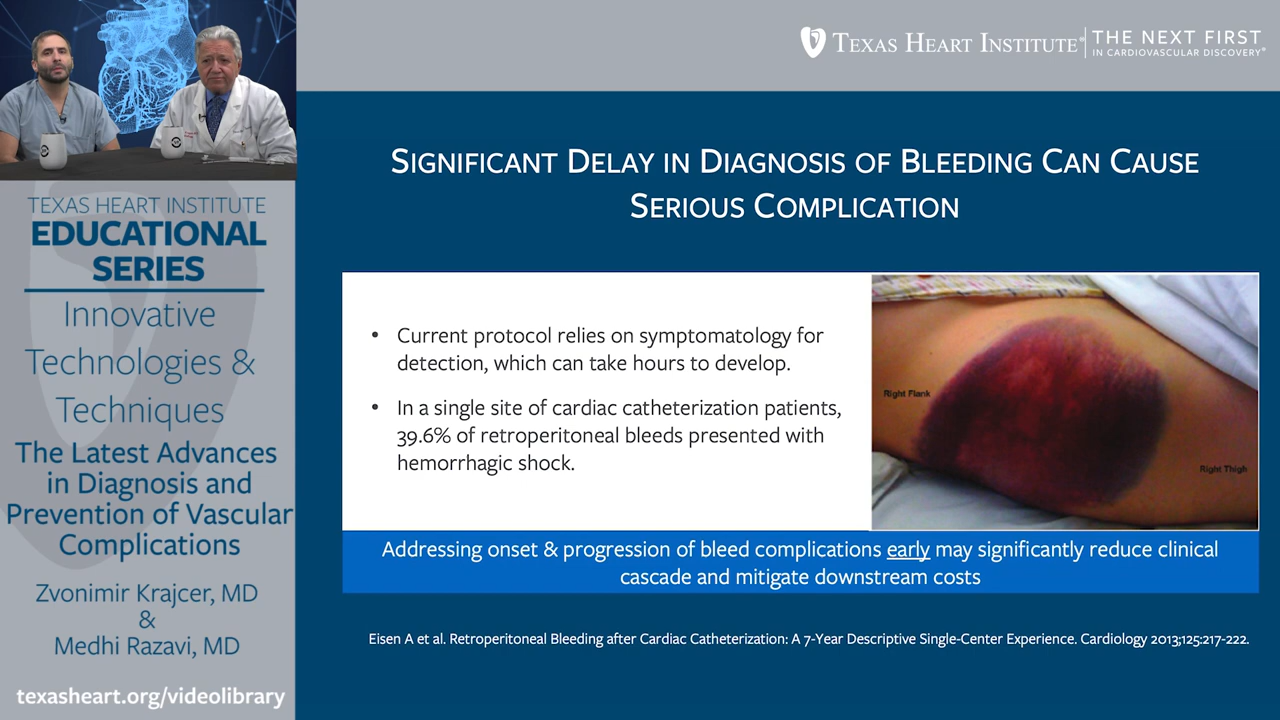 TEXAS HEART INSTITUTE® THE NEXT FIRST
IN CARDIOVASCULAR DISCOVERY®
TEXAS HEART INSTITUTE
EDUCATIONAL
SERIES
Innovative
Technologies &
Techniques
The Latest Advances
in Diagnosis and
Prevention of Vascular
Complications
Zvonimir Krajcer, MD
&
Medhi Razavi, MD
texasheart.org/videolibrary
SIGNIFICANT DELAY IN DIAGNOSIS OF BLEEDING CAN CAUSE
SERIOUS COMPLICATION
• Current protocol relies on symptomatology for
detection, which can take hours to develop.
• In a single site of cardiac catheterization patients,
39.6% of retroperitoneal bleeds presented with
hemorrhagic shock.
Right Flank
Right Thigh
Addressing onset & progression of bleed complications early may significantly reduce clinical
cascade and mitigate downstream costs
Eisen A et al. Retroperitoneal Bleeding after Cardiac Catheterization: A 7-Year Descriptive Single-Center Experience. Cardiology 2013;125:217-222.